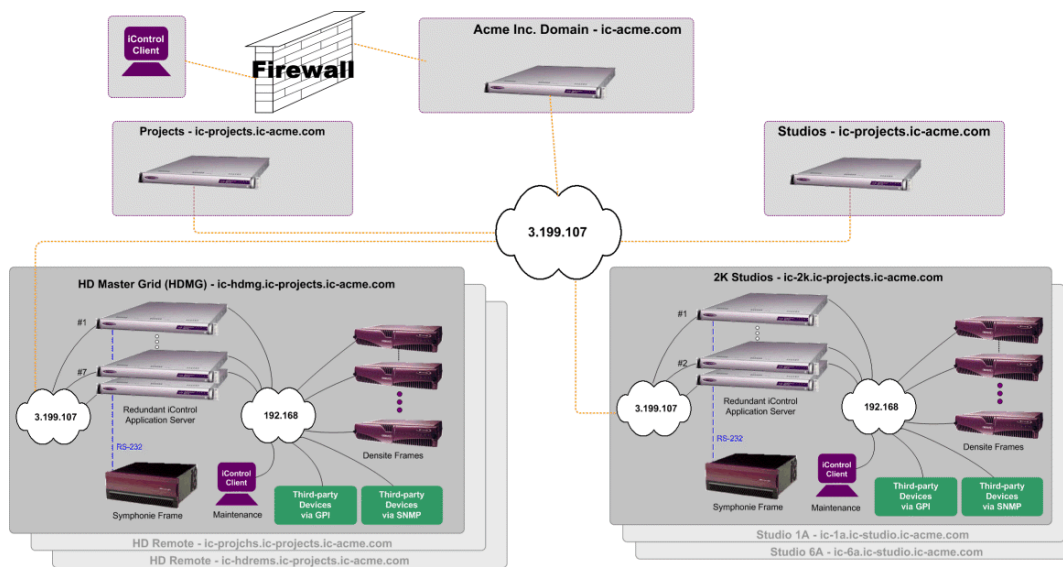 iControl
Client
Firewall
Acme Inc. Domain - ic-acme.com
Projects - ic-projects.ic-acme.com
Studios - ic-projects.ic-acme.com
3.199.107
HD Master Grid (HDMG) - ic-hdmg.ic-projects.ic-acme.com
#1
#7
3.199.107
Redundant iControl
Application Server
192.168
RS-232
Densite Frames
Symphonie Frame
iControl
Client
Maintenance
Third-party
Devices
via GPI
Third-party
Devices
via SNMP
HD Remote - ic-projchs.ic-projects.ic-acme.com
HD Remote - ic-hdrems.ic-projects.ic-acme.com
2K Studios - ic-2k.ic-projects.ic-acme.com
#1
#2
3.199.107
Redundant iControl
Application Server
192.168
RS-232
Densite Frames
Symphonie Frame
iControl
Client
Maintenance
Third-party
Devices
via GPI
Third-party
Devices
via SNMP
Studio 1A - ic-1a.ic-studio.ic-acme.com
Studio 6A - ic-6a.ic-studio.ic-acme.com